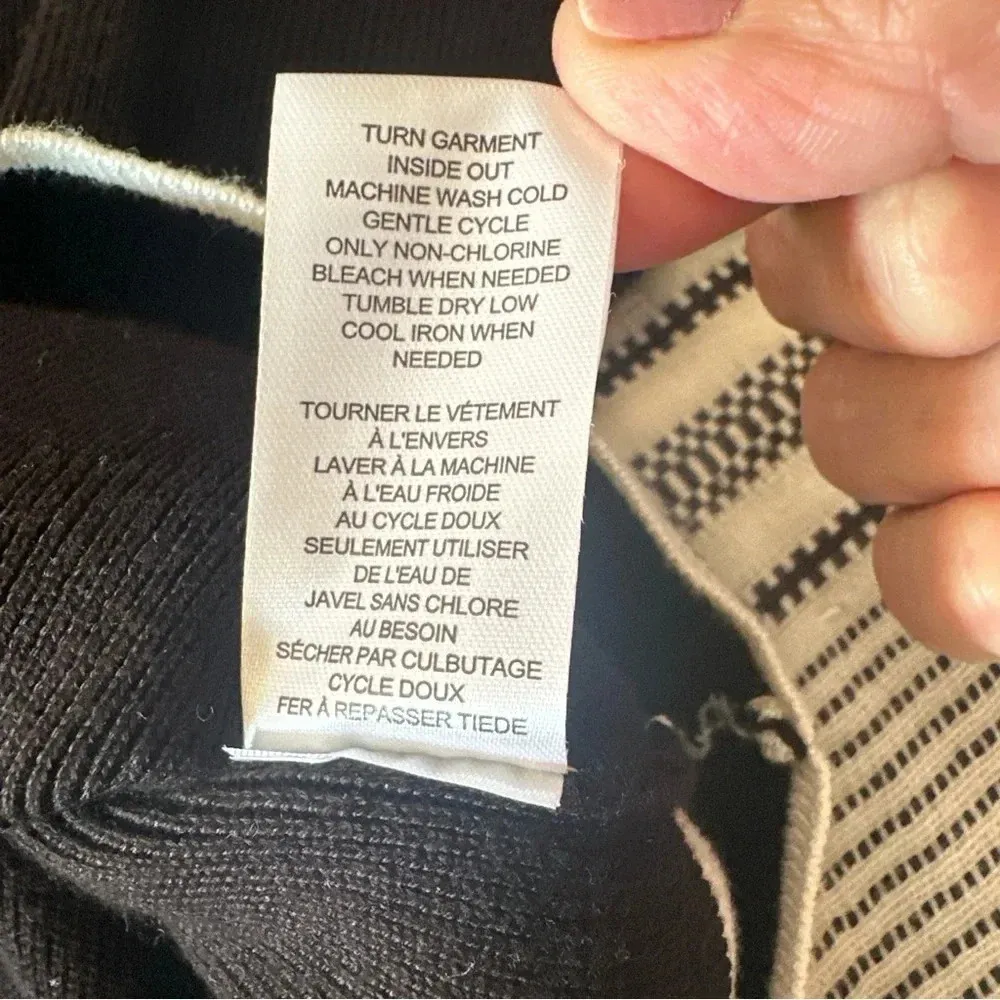 TURN GARMENT
INSIDE OUT
MACHINE WASH COLD
GENTLE CYCLE
ONLY NON-CHLORINE
BLEACH WHEN NEEDED
TUMBLE DRY LOW
COOL IRON WHEN
NEEDED
TOURNER LE VÉTEMENT
À L'ENVERS
LAVER À LA MACHINE
À L'EAU FROIDE
AU CYCLE DOUX
SEULEMENT UTILISER
DE L'EAU DE
JAVEL SANS CHLORE
AU BESOIN
SÉCHER PAR CULBUTAGE
CYCLE DOUX
FER À REPASSER TIEDE